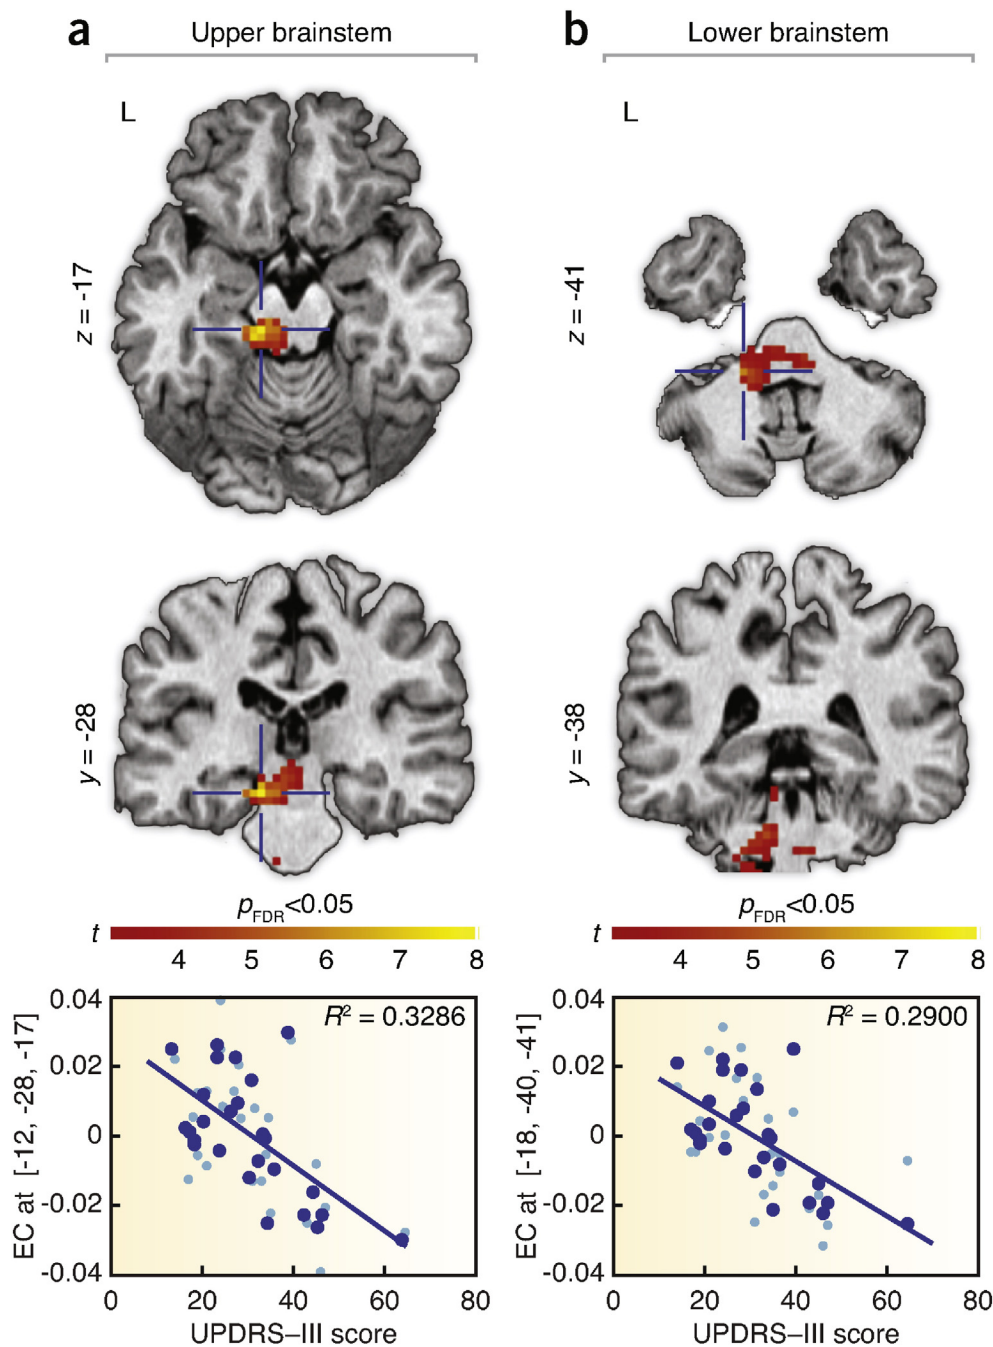 a Upper brainstem
L
z = -17
y = -28
pFDR<0.05
t
4 5 6 7 8
R² = 0.3286
0.04
0.02
0
-0.02
-0.04
EC at [-12, -28, -17]
0 20 40 60 80
UPDRS–III score
b Lower brainstem
L
z = -41
y = -38
pFDR<0.05
t
4 5 6 7 8
R² = 0.2900
0.04
0.02
0
-0.02
-0.04
EC at [-18, -40, -41]
0 20 40 60 80
UPDRS–III score